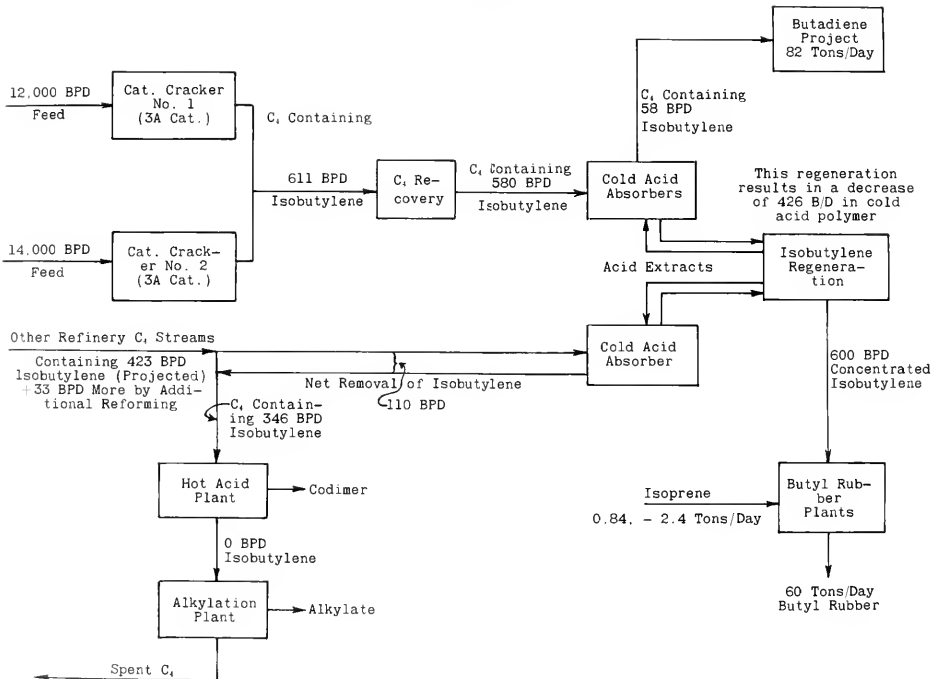 Butadiene
Project
82 Tons/Day
12,000 BPD
Feed
Cat. Cracker
No. 1
(3A Cat.)
C₄ Containing
C₄ Containing
58 BPD
Isobutylene
611 BPD
Isobutylene
C₄ Re-
covery
C₄ Containing
580 BPD
Isobutylene
Cold Acid
Absorbers
This regeneration
results in a decrease
of 426 B/D in cold
acid polymer
14,000 BPD
Feed
Cat. Crack-
er No. 2
(3A Cat.)
Acid Extracts
Isobutylene
Regenera-
tion
Other Refinery C₄ Streams
Containing 423 BPD
Isobutylene (Projected)
+33 BPD More by Addi-
tional Reforming
Net Removal of Isobutylene
110 BPD
Cold Acid
Absorber
600 BPD
Concentrated
Isobutylene
C₄ Contain-
ing 346 BPD
Isobutylene
Hot Acid
Plant
Codimer
Isoprene
0.84, - 2.4 Tons/Day
Butyl Rub-
ber
Plants
0 BPD
Isobutylene
Alkylation
Plant
Alkylate
60 Tons/Day
Butyl Rubber
Spent C₄